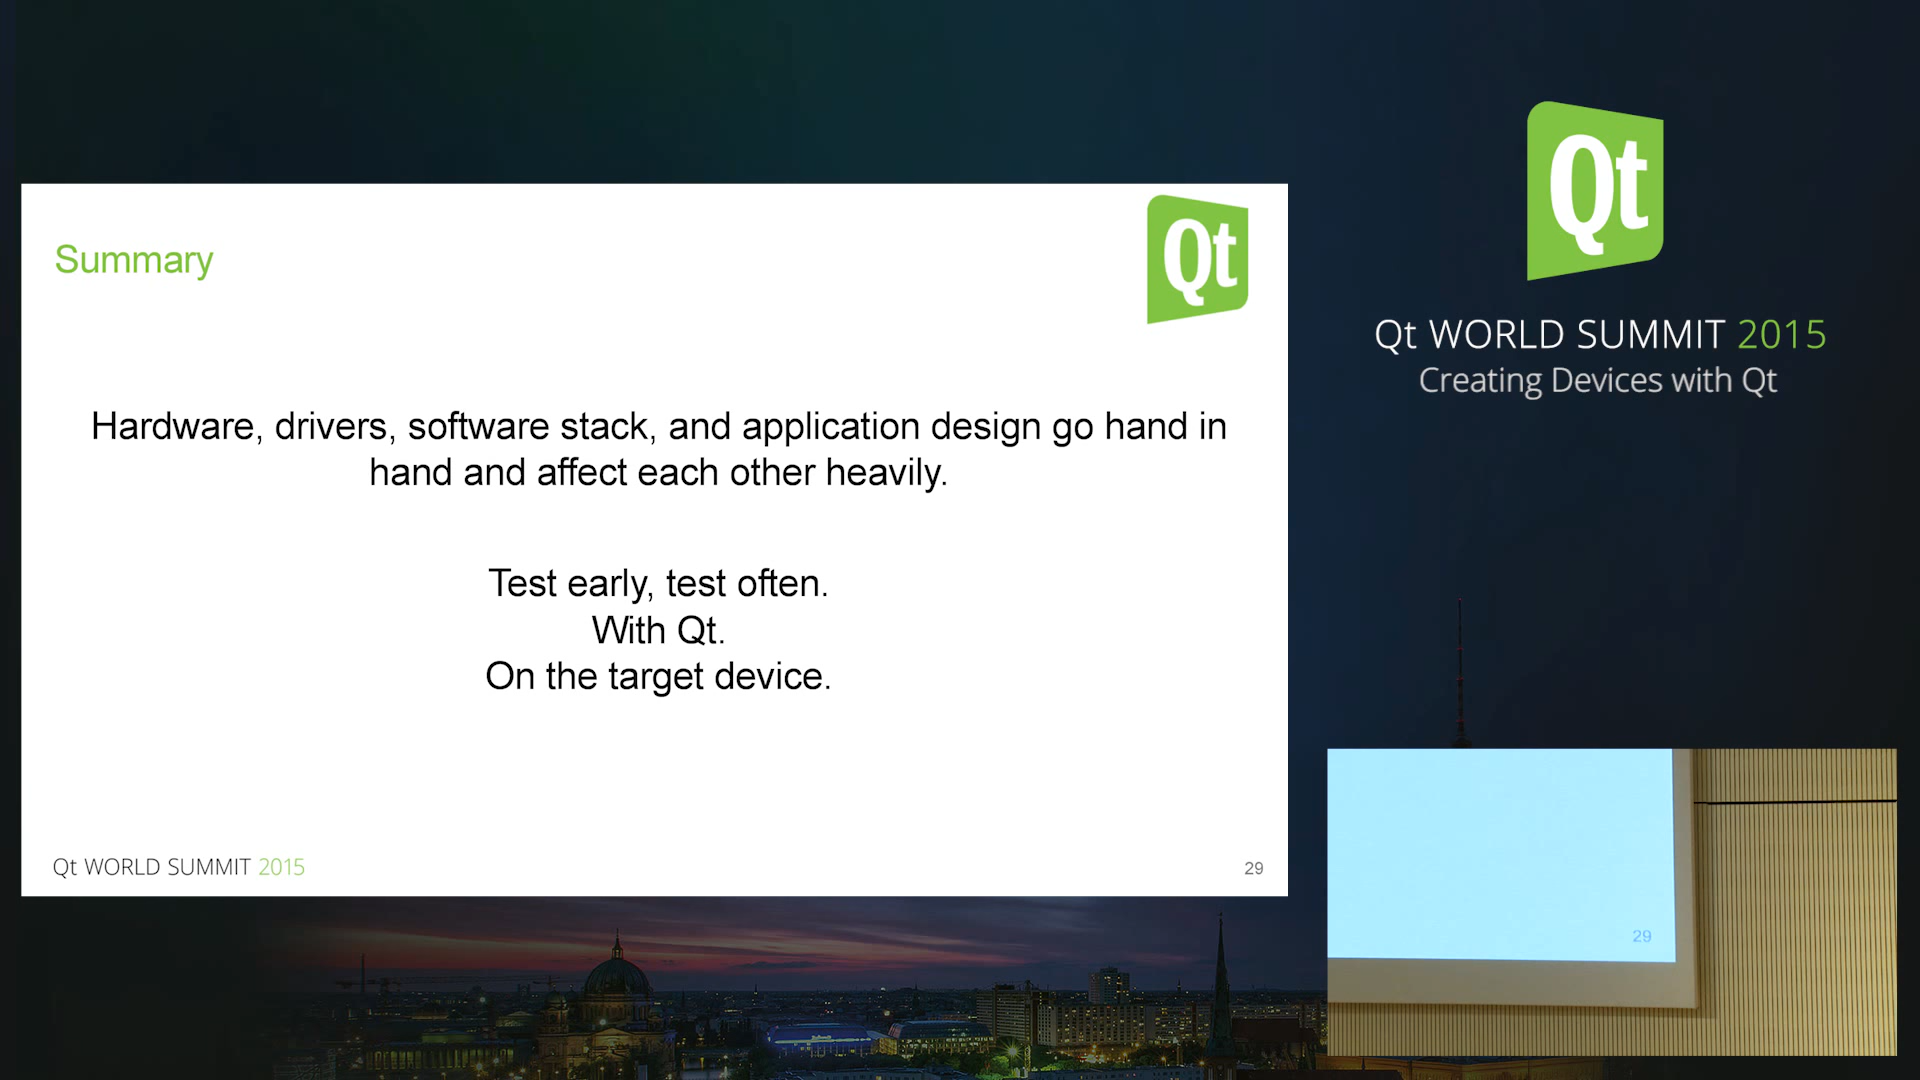 Summary
Qt
Hardware, drivers, software stack, and application design go hand in
hand and affect each other heavily.
Test early, test often.
With Qt.
On the target device.
Qt WORLD SUMMIT 2015
29
Qt
Qt WORLD SUMMIT 2015
Creating Devices with Qt
29